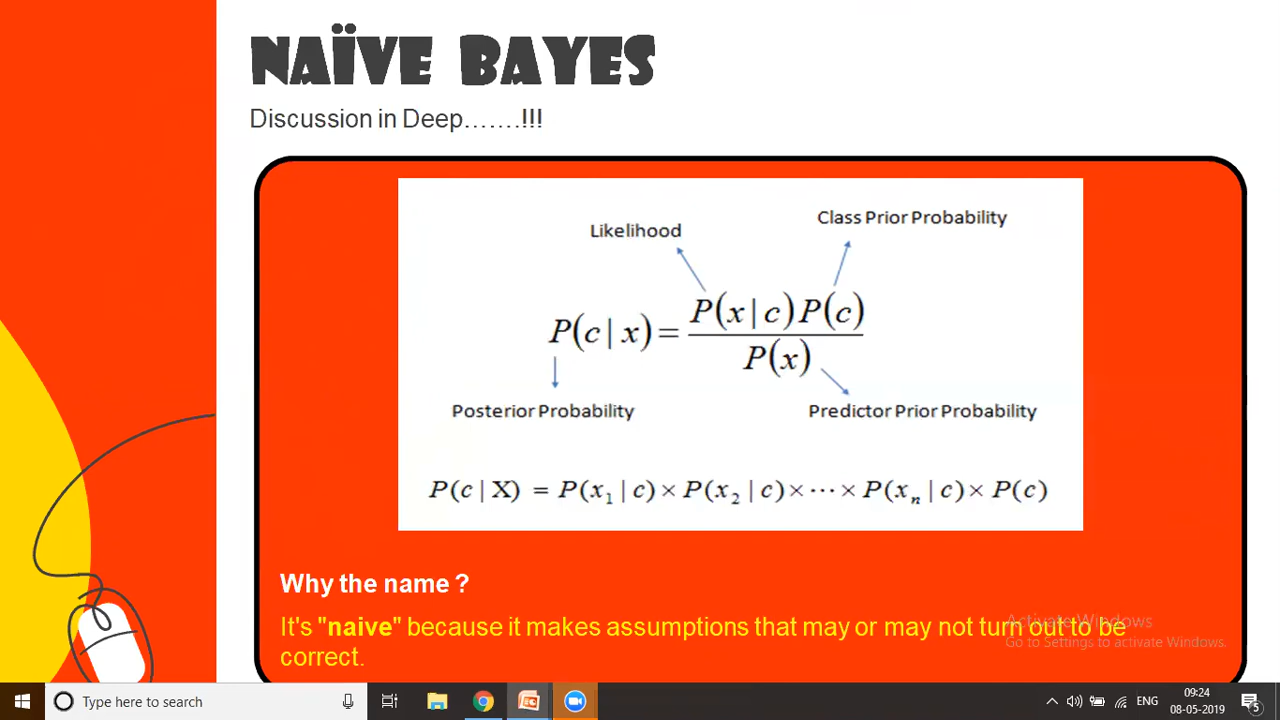 NAÏVE BAYES
Discussion in Deep…….!!!
Likelihood
Class Prior Probability
P(c | x) = P(x | c) P(c) / P(x)
Posterior Probability
Predictor Prior Probability
P(c | X) = P(x₁ | c) × P(x₂ | c) × ··· × P(xₙ | c) × P(c)
Why the name ?
It's "naive" because it makes assumptions that may or may not turn out to be
correct.
Activate Windows
Go to Settings to activate Windows.
Type here to search
ENG
09:24
08-05-2019
5